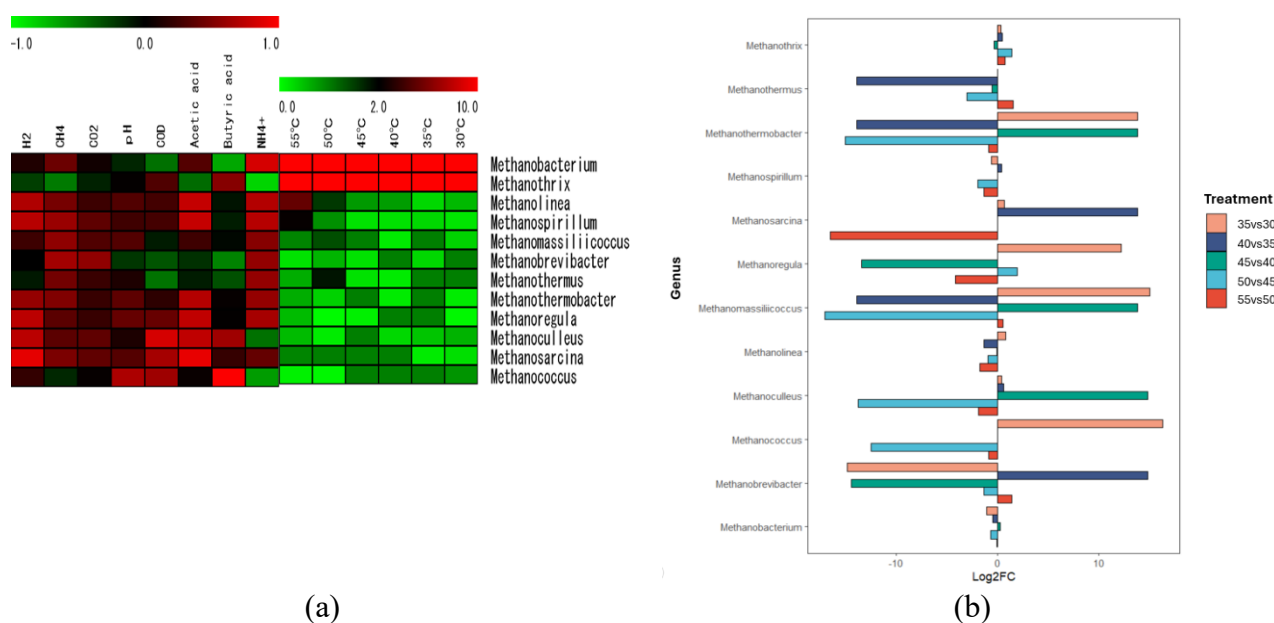 -1.0 0.0 1.0
0.0 2.0 10.0
H2 CH4 CO2 pH COD Acetic acid Butyric acid NH4+ 55℃ 50℃ 45℃ 40℃ 35℃ 30℃
Methanobacterium
Methanothrix
Methanolinea
Methanospirillum
Methanomassiliicoccus
Methanobrevibacter
Methanothermus
Methanothermobacter
Methanoregula
Methanoculleus
Methanosarcina
Methanococcus
(a)
Genus
Methanothrix
Methanothermus
Methanothermobacter
Methanospirillum
Methanosarcina
Methanoregula
Methanomassiliicoccus
Methanolinea
Methanoculleus
Methanococcus
Methanobrevibacter
Methanobacterium
-10 0 10
Log2FC
Treatment
35vs30
40vs35
45vs40
50vs45
55vs50
(b)